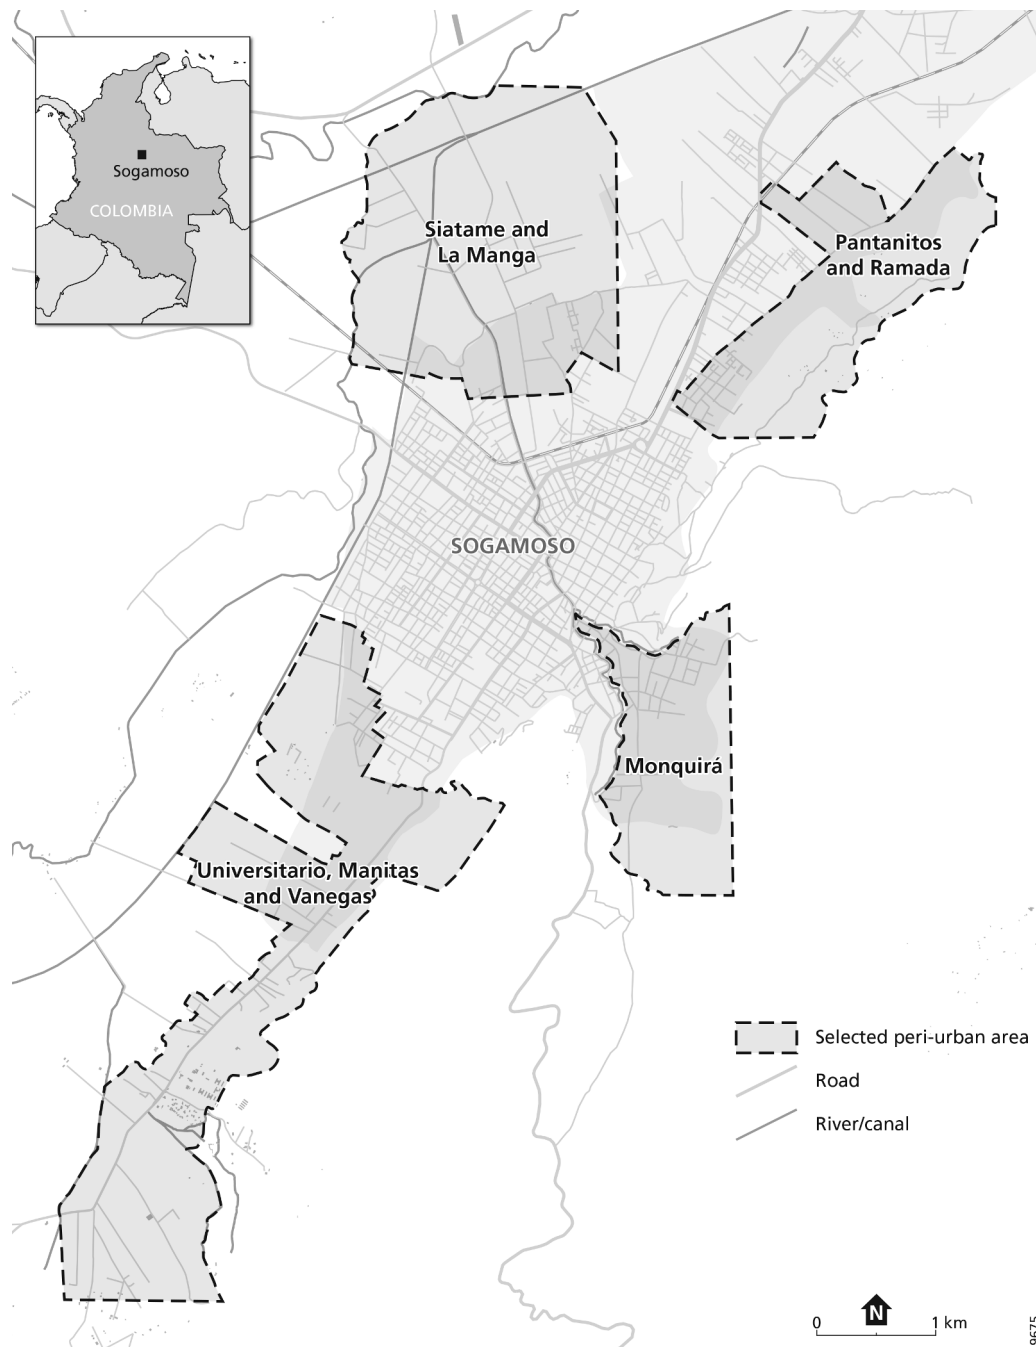 Sogamoso
COLOMBIA
Siatame and
La Manga
Pantanitos
and Ramada
SOGAMOSO
Monquirá
Universitario, Manitas
and Vanegas
Selected peri-urban area
Road
River/canal
N
0 1 km
9675